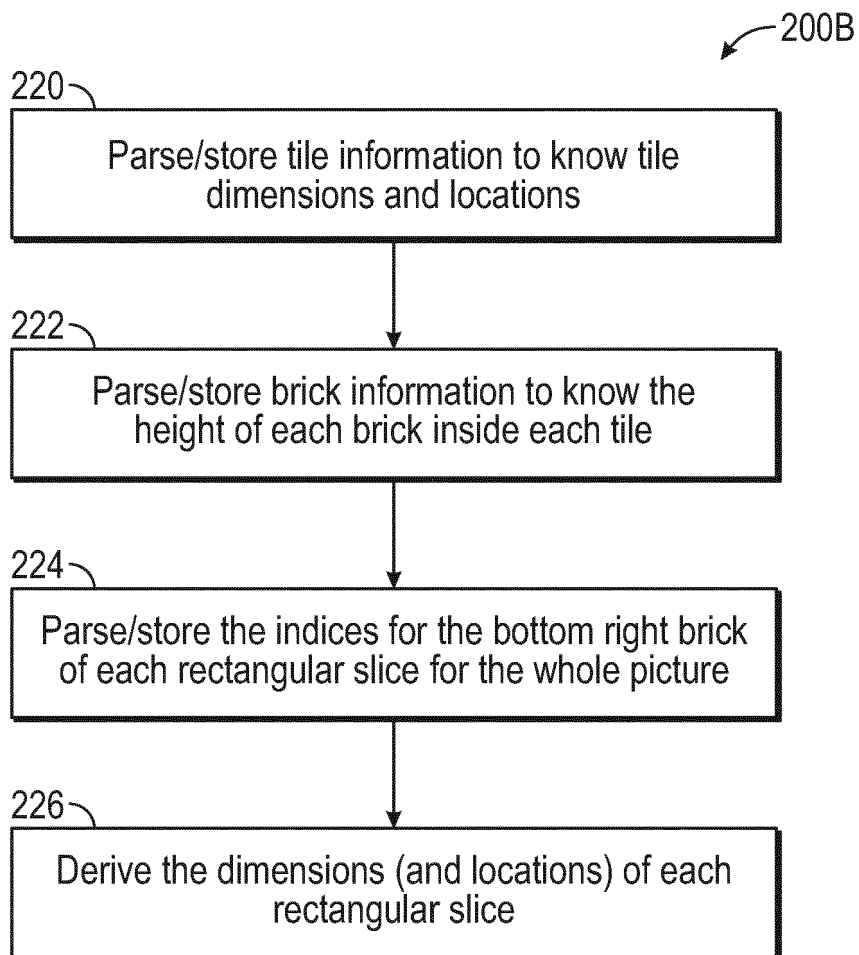 200B
220
Parse/store tile information to know tile
dimensions and locations
222
Parse/store brick information to know the
height of each brick inside each tile
224
Parse/store the indices for the bottom right brick
of each rectangular slice for the whole picture
226
Derive the dimensions (and locations) of each
rectangular slice